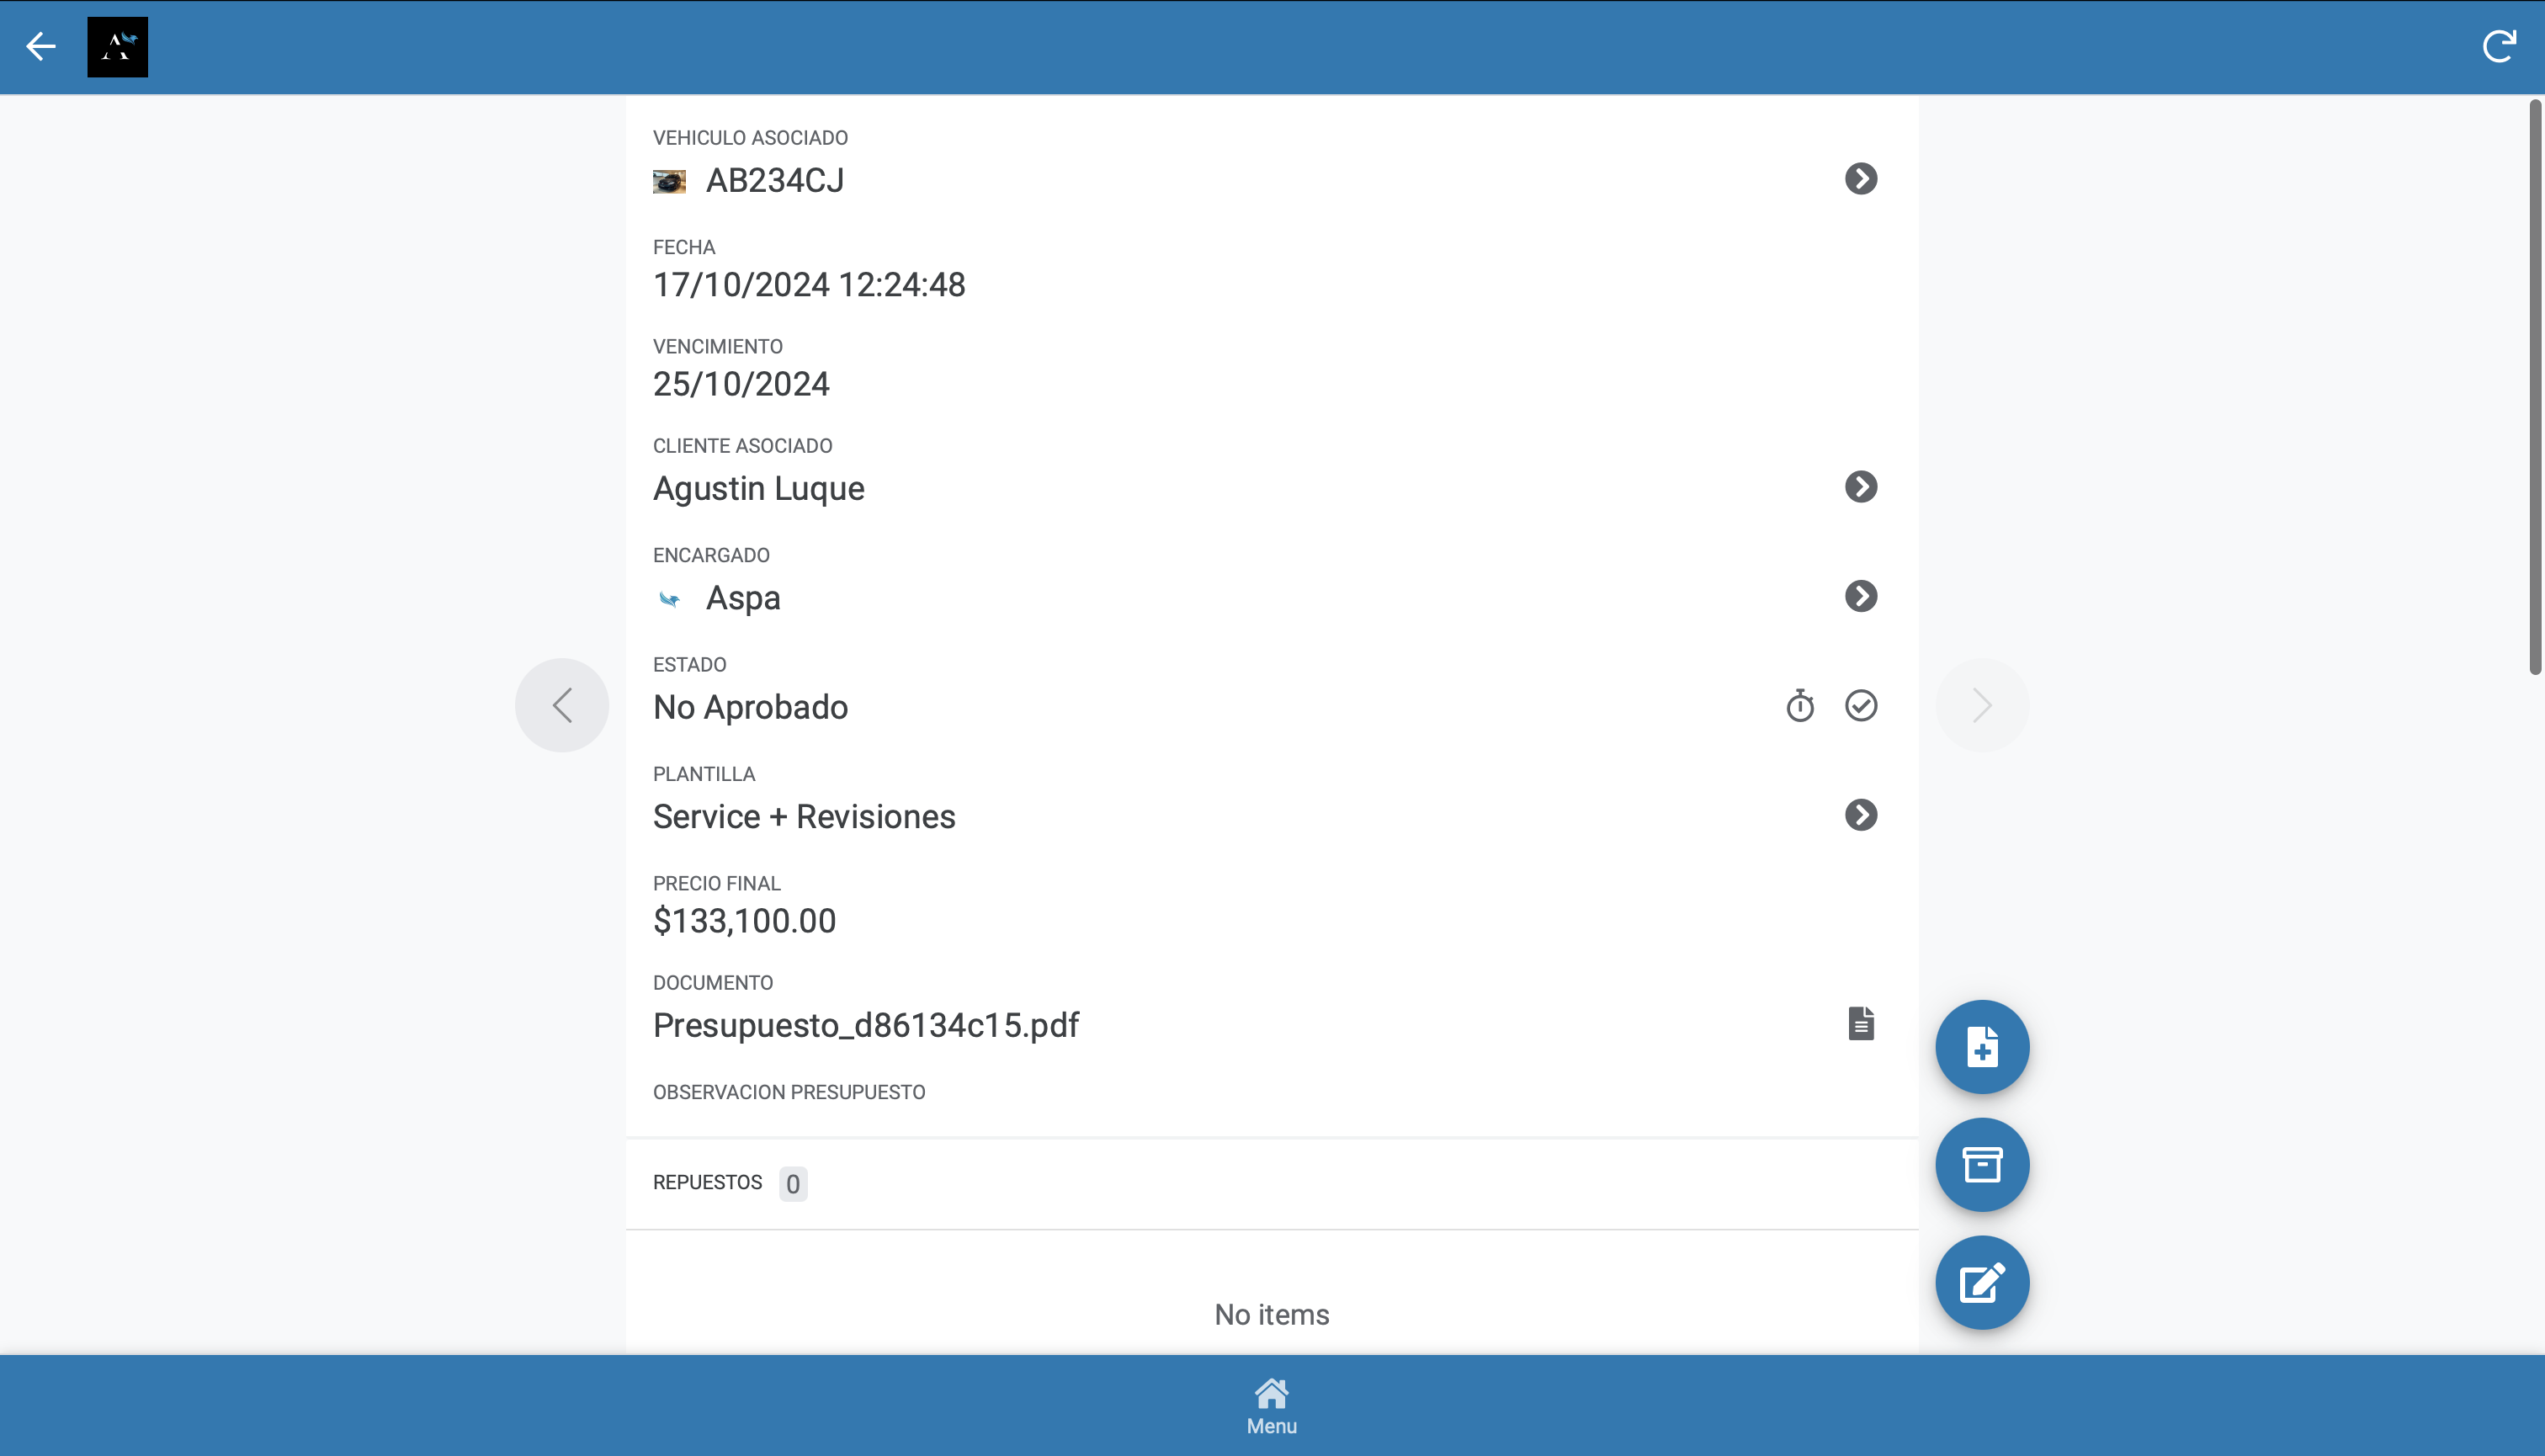 VEHICULO ASOCIADO
AB234CJ
FECHA
17/10/2024 12:24:48
VENCIMIENTO
25/10/2024
CLIENTE ASOCIADO
Agustin Luque
ENCARGADO
Aspa
ESTADO
No Aprobado
PLANTILLA
Service + Revisiones
PRECIO FINAL
$133,100.00
DOCUMENTO
Presupuesto_d86134c15.pdf
OBSERVACION PRESUPUESTO
REPUESTOS 0
No items
Menu